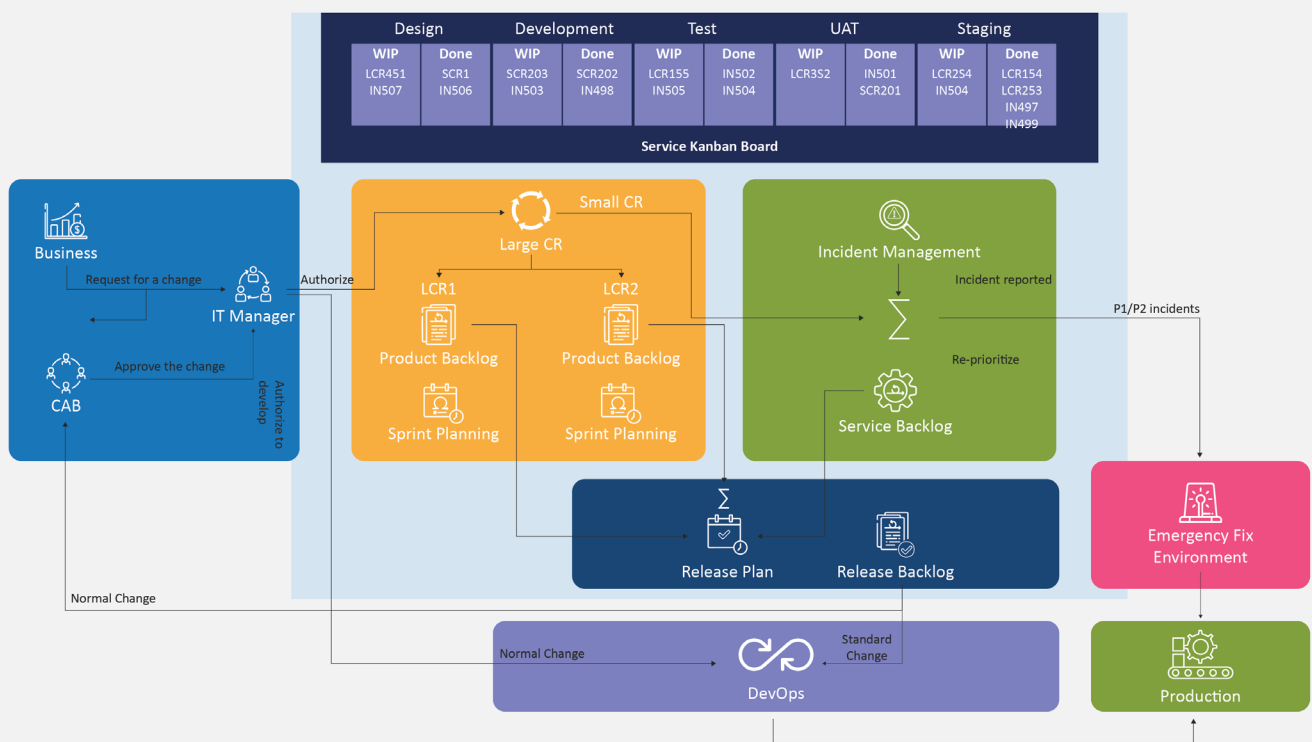 Design Development Test UAT Staging
WIP Done WIP Done WIP Done WIP Done WIP Done
LCR451 SCR1 SCR203 SCR202 LCR155 IN502 LCR3S2 IN501 LCR2S4 LCR154
IN507 IN506 IN503 IN498 IN505 IN504 SCR201 IN504 LCR253
IN497
IN499
Service Kanban Board
Business
Request for a change
IT Manager
Approve the change
CAB
Authorize to
develop
Authorize
Small CR
Large CR
LCR1 LCR2
Product Backlog Product Backlog
Sprint Planning Sprint Planning
Incident Management
Incident reported
Σ
Re-prioritize
Service Backlog
P1/P2 incidents
Σ
Release Plan Release Backlog
Emergency Fix
Environment
Normal Change
Normal Change
Standard
Change
DevOps
Production